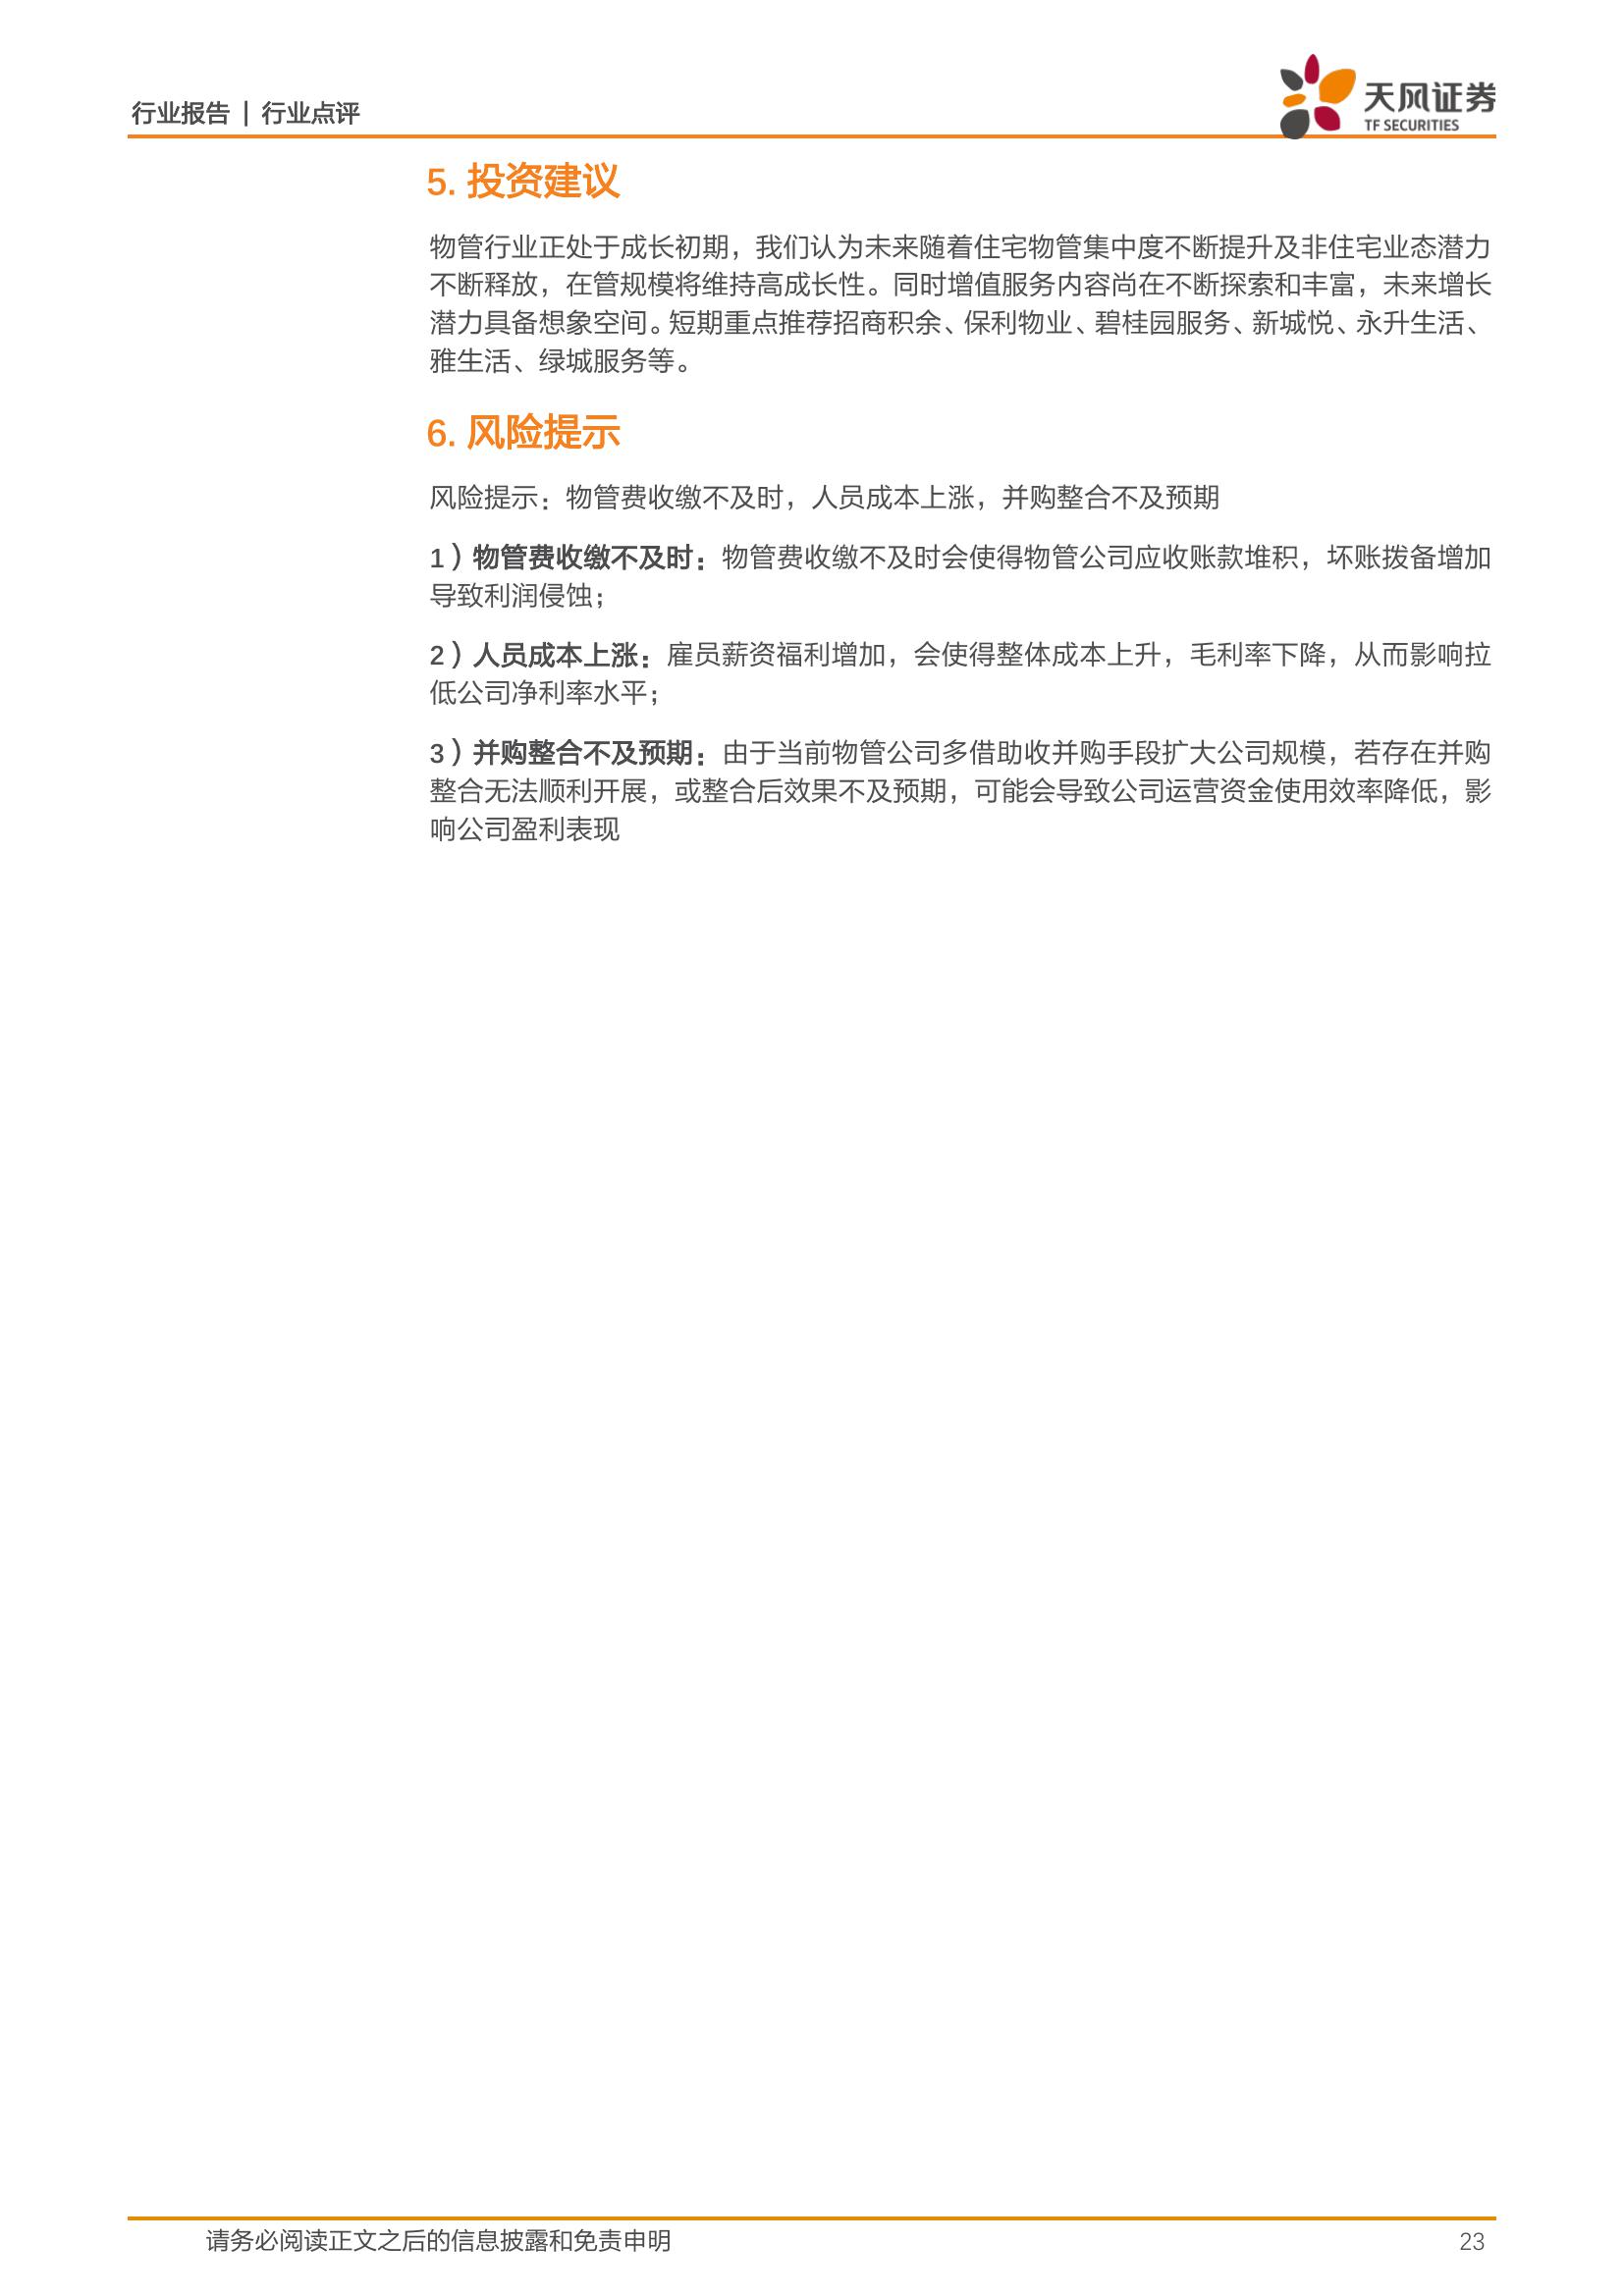 行业报告 | 行业点评
天风证券
TF SECURITIES
5. 投资建议
物管行业正处于成长初期，我们认为未来随着住宅物管集中度不断提升及非住宅业态潜力
不断释放，在管规模将维持高成长性。同时增值服务内容尚在不断探索和丰富，未来增长
潜力具备想象空间。短期重点推荐招商积余、保利物业、碧桂园服务、新城悦、永升生活、
雅生活、绿城服务等。
6. 风险提示
风险提示：物管费收缴不及时，人员成本上涨，并购整合不及预期
1）物管费收缴不及时：物管费收缴不及时会使得物管公司应收账款堆积，坏账拨备增加
导致利润侵蚀；
2）人员成本上涨：雇员薪资福利增加，会使得整体成本上升，毛利率下降，从而影响拉
低公司净利率水平；
3）并购整合不及预期：由于当前物管公司多借助收并购手段扩大公司规模，若存在并购
整合无法顺利开展，或整合后效果不及预期，可能会导致公司运营资金使用效率降低，影
响公司盈利表现
请务必阅读正文之后的信息披露和免责申明
23